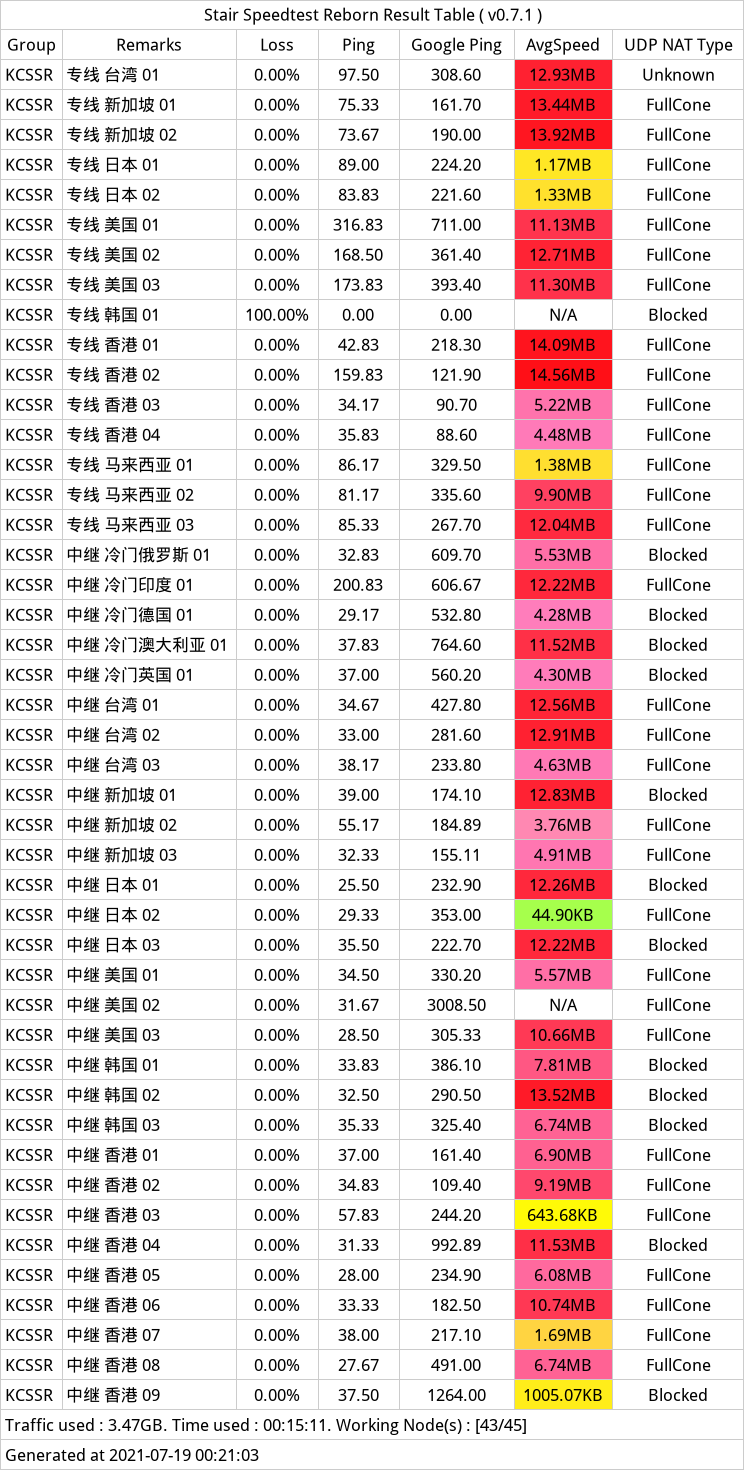 Stair Speedtest Reborn Result Table ( v0.7.1 )
Group Remarks Loss Ping Google Ping AvgSpeed UDP NAT Type
KCSSR 专线 台湾 01 0.00% 97.50 308.60 12.93MB Unknown
KCSSR 专线 新加坡 01 0.00% 75.33 161.70 13.44MB FullCone
KCSSR 专线 新加坡 02 0.00% 73.67 190.00 13.92MB FullCone
KCSSR 专线 日本 01 0.00% 89.00 224.20 1.17MB FullCone
KCSSR 专线 日本 02 0.00% 83.83 221.60 1.33MB FullCone
KCSSR 专线 美国 01 0.00% 316.83 711.00 11.13MB FullCone
KCSSR 专线 美国 02 0.00% 168.50 361.40 12.71MB FullCone
KCSSR 专线 美国 03 0.00% 173.83 393.40 11.30MB FullCone
KCSSR 专线 韩国 01 100.00% 0.00 0.00 N/A Blocked
KCSSR 专线 香港 01 0.00% 42.83 218.30 14.09MB FullCone
KCSSR 专线 香港 02 0.00% 159.83 121.90 14.56MB FullCone
KCSSR 专线 香港 03 0.00% 34.17 90.70 5.22MB FullCone
KCSSR 专线 香港 04 0.00% 35.83 88.60 4.48MB FullCone
KCSSR 专线 马来西亚 01 0.00% 86.17 329.50 1.38MB FullCone
KCSSR 专线 马来西亚 02 0.00% 81.17 335.60 9.90MB FullCone
KCSSR 专线 马来西亚 03 0.00% 85.33 267.70 12.04MB FullCone
KCSSR 中继 冷门俄罗斯 01 0.00% 32.83 609.70 5.53MB Blocked
KCSSR 中继 冷门印度 01 0.00% 200.83 606.67 12.22MB FullCone
KCSSR 中继 冷门德国 01 0.00% 29.17 532.80 4.28MB Blocked
KCSSR 中继 冷门澳大利亚 01 0.00% 37.83 764.60 11.52MB Blocked
KCSSR 中继 冷门英国 01 0.00% 37.00 560.20 4.30MB Blocked
KCSSR 中继 台湾 01 0.00% 34.67 427.80 12.56MB FullCone
KCSSR 中继 台湾 02 0.00% 33.00 281.60 12.91MB FullCone
KCSSR 中继 台湾 03 0.00% 38.17 233.80 4.63MB FullCone
KCSSR 中继 新加坡 01 0.00% 39.00 174.10 12.83MB Blocked
KCSSR 中继 新加坡 02 0.00% 55.17 184.89 3.76MB FullCone
KCSSR 中继 新加坡 03 0.00% 32.33 155.11 4.91MB FullCone
KCSSR 中继 日本 01 0.00% 25.50 232.90 12.26MB Blocked
KCSSR 中继 日本 02 0.00% 29.33 353.00 44.90KB FullCone
KCSSR 中继 日本 03 0.00% 35.50 222.70 12.22MB Blocked
KCSSR 中继 美国 01 0.00% 34.50 330.20 5.57MB FullCone
KCSSR 中继 美国 02 0.00% 31.67 3008.50 N/A FullCone
KCSSR 中继 美国 03 0.00% 28.50 305.33 10.66MB FullCone
KCSSR 中继 韩国 01 0.00% 33.83 386.10 7.81MB Blocked
KCSSR 中继 韩国 02 0.00% 32.50 290.50 13.52MB Blocked
KCSSR 中继 韩国 03 0.00% 35.33 325.40 6.74MB Blocked
KCSSR 中继 香港 01 0.00% 37.00 161.40 6.90MB FullCone
KCSSR 中继 香港 02 0.00% 34.83 109.40 9.19MB FullCone
KCSSR 中继 香港 03 0.00% 57.83 244.20 643.68KB FullCone
KCSSR 中继 香港 04 0.00% 31.33 992.89 11.53MB Blocked
KCSSR 中继 香港 05 0.00% 28.00 234.90 6.08MB FullCone
KCSSR 中继 香港 06 0.00% 33.33 182.50 10.74MB FullCone
KCSSR 中继 香港 07 0.00% 38.00 217.10 1.69MB FullCone
KCSSR 中继 香港 08 0.00% 27.67 491.00 6.74MB FullCone
KCSSR 中继 香港 09 0.00% 37.50 1264.00 1005.07KB Blocked
Traffic used : 3.47GB. Time used : 00:15:11. Working Node(s) : [43/45]
Generated at 2021-07-19 00:21:03